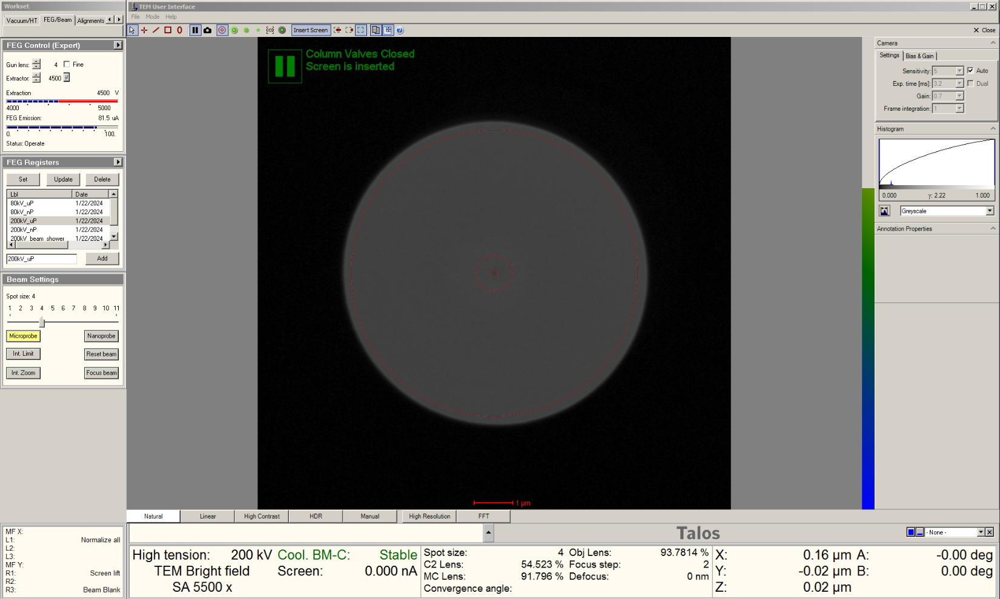 Workset
TEM User Interface
Vacuum/HT FEG/Beam Alignments
File Mode Help
Insert Screen
Close
FEG Control (Expert)
Gun lens: 4 Fine
Extractor: 4500
Extraction 4500 V
4000 5000
FEG Emission: 81.5 uA
0. 100.
Status: Operate
FEG Registers
Set Update Delete
Lbl Date
80kV_uP 1/22/2024
80kV_nP 1/22/2024
200kV_uP 1/22/2024
200kV_nP 1/22/2024
200kV_beam_shower 1/22/2024
200kV_uP Add
Beam Settings
Spot size: 4
1 2 3 4 5 6 7 8 9 10 11
Microprobe Nanoprobe
Int. Limit Reset beam
Int. Zoom Focus beam
Column Valves Closed
Screen is inserted
1 µm
Camera
Settings Bias & Gain
Sensitivity: 5 Auto
Exp. time [ms]: 3.2 Dual
Gain: 0.7
Frame integration: 1
Histogram
0.000 γ: 2.22 1.000
Greyscale
Annotation Properties
Natural Linear High Contrast HDR Manual High Resolution FFT
MF X:
L1: Normalize all
L2:
L3:
MF Y:
R1: Screen lift
R2:
R3: Beam Blank
Talos
- None -
High tension: 200 kV Cool. BM-C: Stable
TEM Bright field Screen: 0.000 nA
SA 5500 x
Spot size: 4 Obj Lens: 93.7814 %
C2 Lens: 54.523 % Focus step: 2
MC Lens: 91.796 % Defocus: 0 nm
Convergence angle:
X: 0.16 µm A: -0.00 deg
Y: -0.02 µm B: 0.00 deg
Z: 0.02 µm